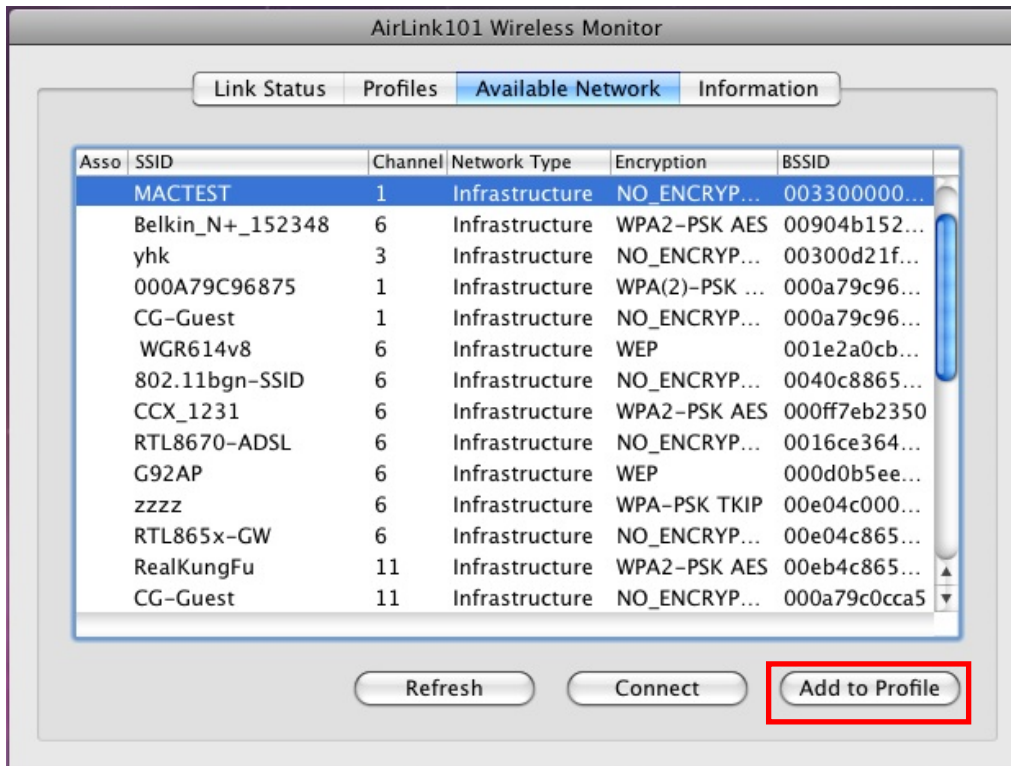 AirLink101 Wireless Monitor
Link Status Profiles Available Network Information
Asso SSID Channel Network Type Encryption BSSID
MACTEST 1 Infrastructure NO_ENCRYP... 003300000...
Belkin_N+_152348 6 Infrastructure WPA2-PSK AES 00904b152...
yhk 3 Infrastructure NO_ENCRYP... 00300d21f...
000A79C96875 1 Infrastructure WPA(2)-PSK ... 000a79c96...
CG-Guest 1 Infrastructure NO_ENCRYP... 000a79c96...
WGR614v8 6 Infrastructure WEP 001e2a0cb...
802.11bgn-SSID 6 Infrastructure NO_ENCRYP... 0040c8865...
CCX_1231 6 Infrastructure WPA2-PSK AES 000ff7eb2350
RTL8670-ADSL 6 Infrastructure NO_ENCRYP... 0016ce364...
G92AP 6 Infrastructure WEP 000d0b5ee...
zzzz 6 Infrastructure WPA-PSK TKIP 00e04c000...
RTL865x-GW 6 Infrastructure NO_ENCRYP... 00e04c865...
RealKungFu 11 Infrastructure WPA2-PSK AES 00eb4c865...
CG-Guest 11 Infrastructure NO_ENCRYP... 000a79c0cca5
Refresh Connect Add to Profile